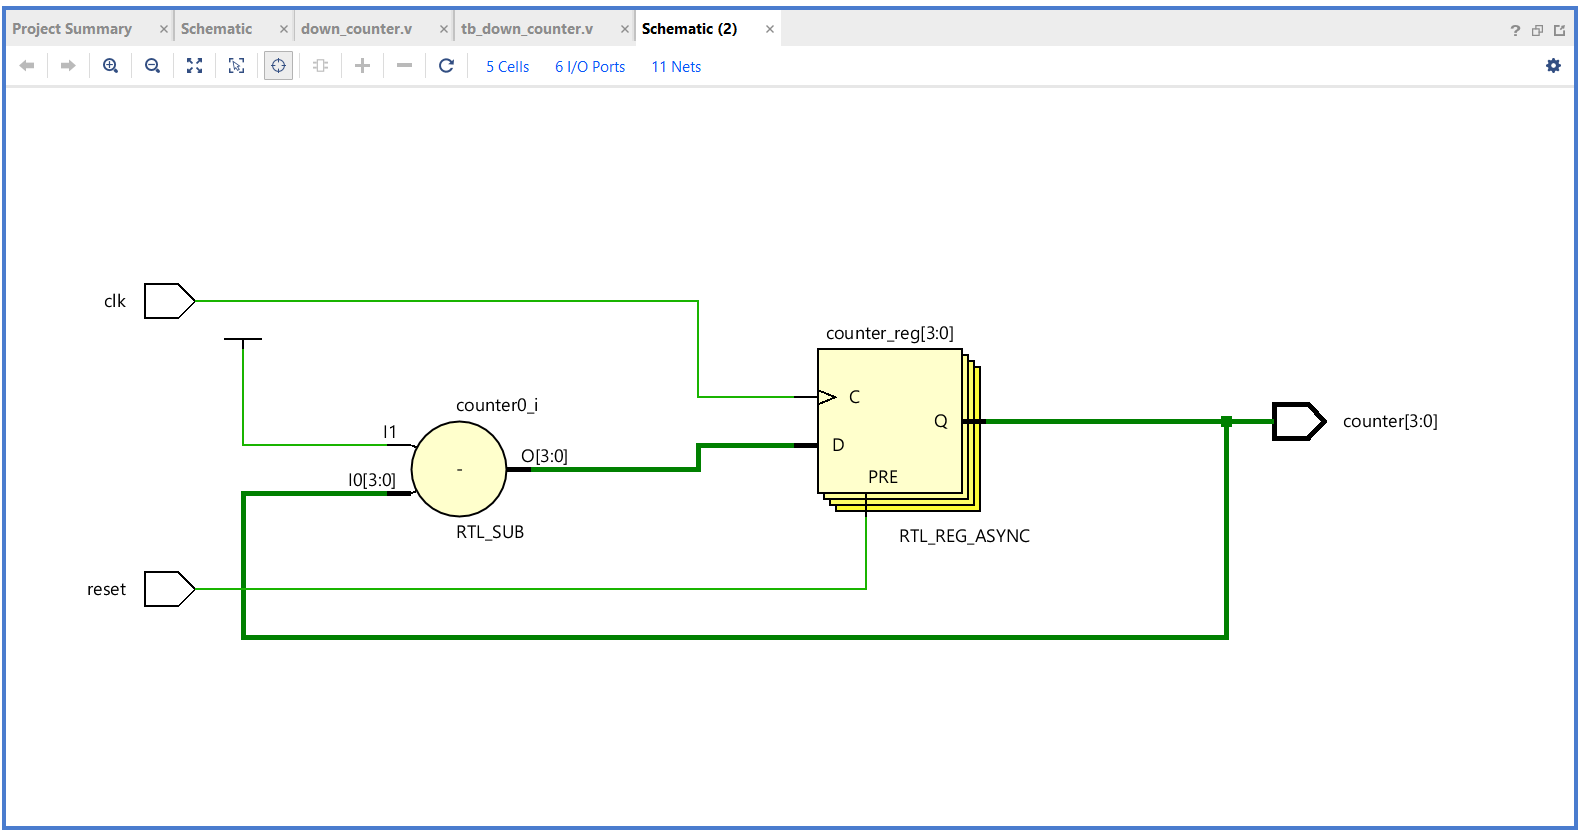 Project Summary × Schematic × down_counter.v × tb_down_counter.v × Schematic (2) × ?
5 Cells 6 I/O Ports 11 Nets
clk
counter_reg[3:0]
C
counter0_i
Q
counter[3:0]
I1
D
O[3:0]
-
PRE
I0[3:0]
RTL_SUB
RTL_REG_ASYNC
reset